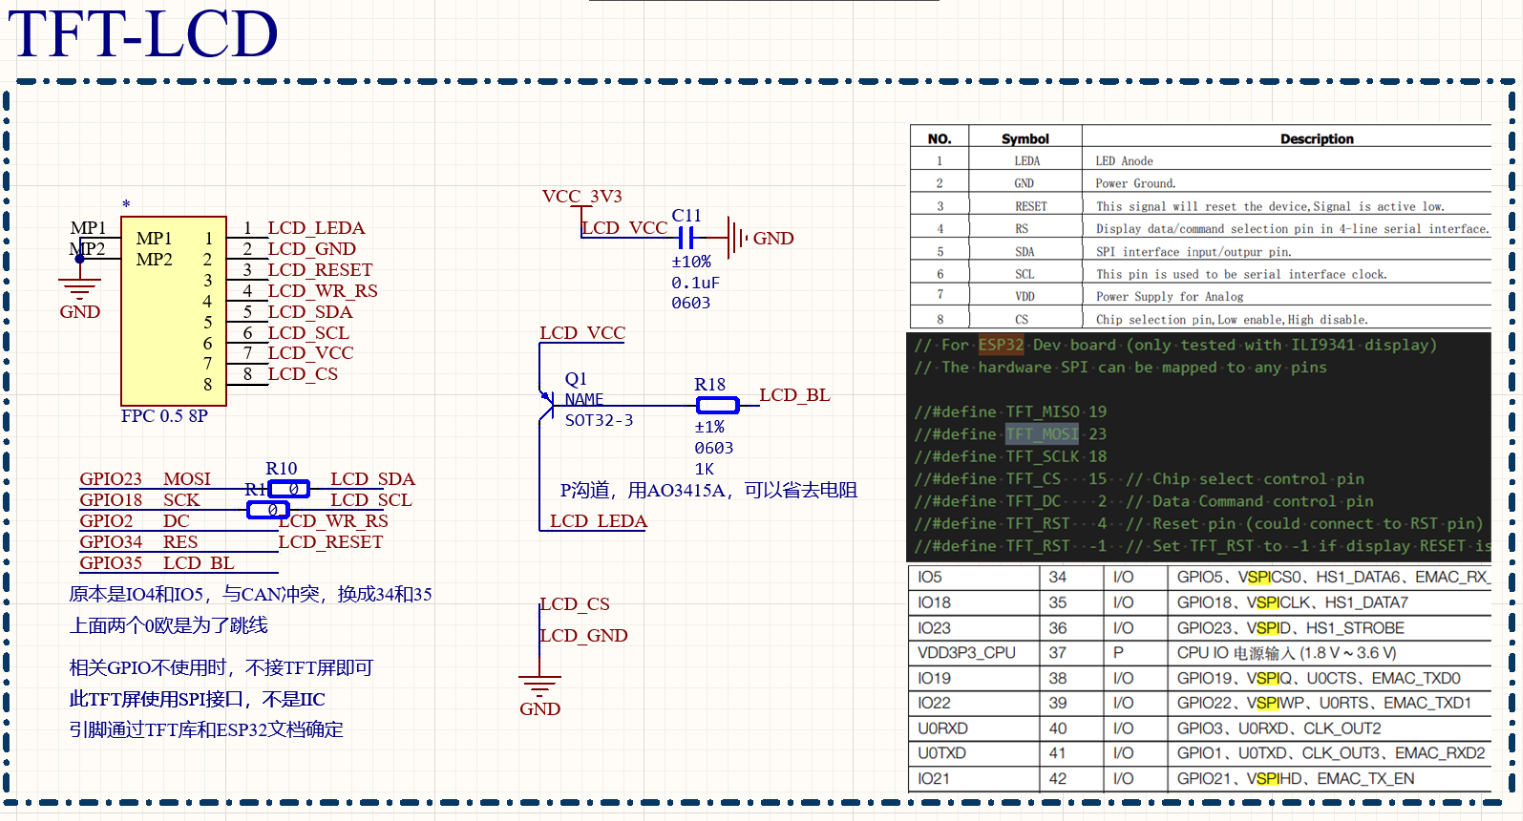 TFT-LCD
*
MP1
MP2
MP1
MP2
GND
1
2
3
4
5
6
7
8
1 LCD_LEDA
2 LCD_GND
3 LCD_RESET
4 LCD_WR_RS
5 LCD_SDA
6 LCD_SCL
7 LCD_VCC
8 LCD_CS
FPC 0.5 8P
GPIO23 MOSI R10 0 LCD_SDA
GPIO18 SCK 0 LCD_SCL
GPIO2 DC LCD_WR_RS
GPIO34 RES LCD_RESET
GPIO35 LCD_BL
原本是IO4和IO5，与CAN冲突，换成34和35
上面两个0欧是为了跳线
相关GPIO不使用时，不接TFT屏即可
此TFT屏使用SPI接口，不是IIC
引脚通过TFT库和ESP32文档确定
VCC_3V3
LCD_VCC
C11
GND
±10%
0.1uF
0603
LCD_VCC
Q1
NAME
SOT32-3
R18
LCD_BL
±1%
0603
1K
P沟道，用AO3415A，可以省去电阻
LCD_LEDA
LCD_CS
LCD_GND
GND
NO. Symbol Description
1 LEDA LED Anode
2 GND Power Ground.
3 RESET This signal will reset the device,Signal is active low.
4 RS Display data/command selection pin in 4-line serial interface.
5 SDA SPI interface input/outpur pin.
6 SCL This pin is used to be serial interface clock.
7 VDD Power Supply for Analog
8 CS Chip selection pin,Low enable,High disable.
// For ESP32 Dev board (only tested with ILI9341 display)
// The hardware SPI can be mapped to any pins
//#define TFT_MISO 19
//#define TFT_MOSI 23
//#define TFT_SCLK 18
//#define TFT_CS 15 // Chip select control pin
//#define TFT_DC 2 // Data Command control pin
//#define TFT_RST 4 // Reset pin (could connect to RST pin)
//#define TFT_RST -1 // Set TFT_RST to -1 if display RESET is
IO5 34 I/O GPIO5、VSPICS0、HS1_DATA6、EMAC_RX_
IO18 35 I/O GPIO18、VSPICLK、HS1_DATA7
IO23 36 I/O GPIO23、VSPID、HS1_STROBE
VDD3P3_CPU 37 P CPU IO 电源输入 (1.8 V ~ 3.6 V)
IO19 38 I/O GPIO19、VSPIQ、U0CTS、EMAC_TXD0
IO22 39 I/O GPIO22、VSPIWP、U0RTS、EMAC_TXD1
U0RXD 40 I/O GPIO3、U0RXD、CLK_OUT2
U0TXD 41 I/O GPIO1、U0TXD、CLK_OUT3、EMAC_RXD2
IO21 42 I/O GPIO21、VSPIHD、EMAC_TX_EN